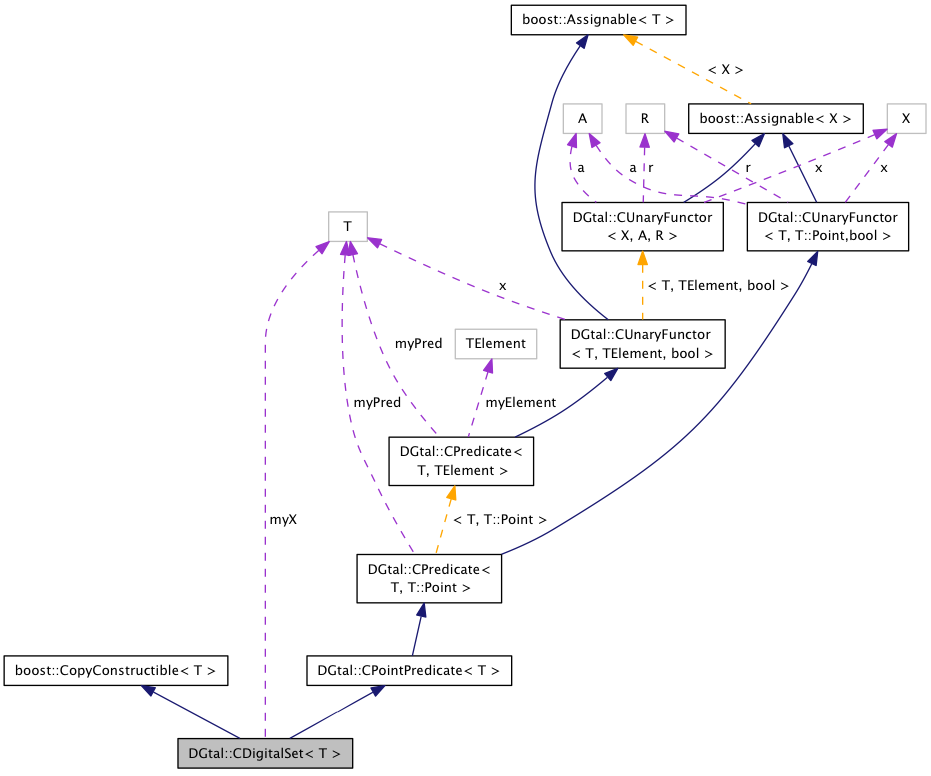 boost::Assignable< T >
< X >
A
R
boost::Assignable< X >
X
a
r
x
a
r
x
DGtal::CUnaryFunctor
< X, A, R >
DGtal::CUnaryFunctor
< T, T::Point,bool >
T
x
< T, TElement, bool >
DGtal::CUnaryFunctor
< T, TElement, bool >
TElement
myPred
myPred
myElement
DGtal::CPredicate<
T, TElement >
myX
< T, T::Point >
DGtal::CPredicate<
T, T::Point >
boost::CopyConstructible< T >
DGtal::CPointPredicate< T >
DGtal::CDigitalSet< T >